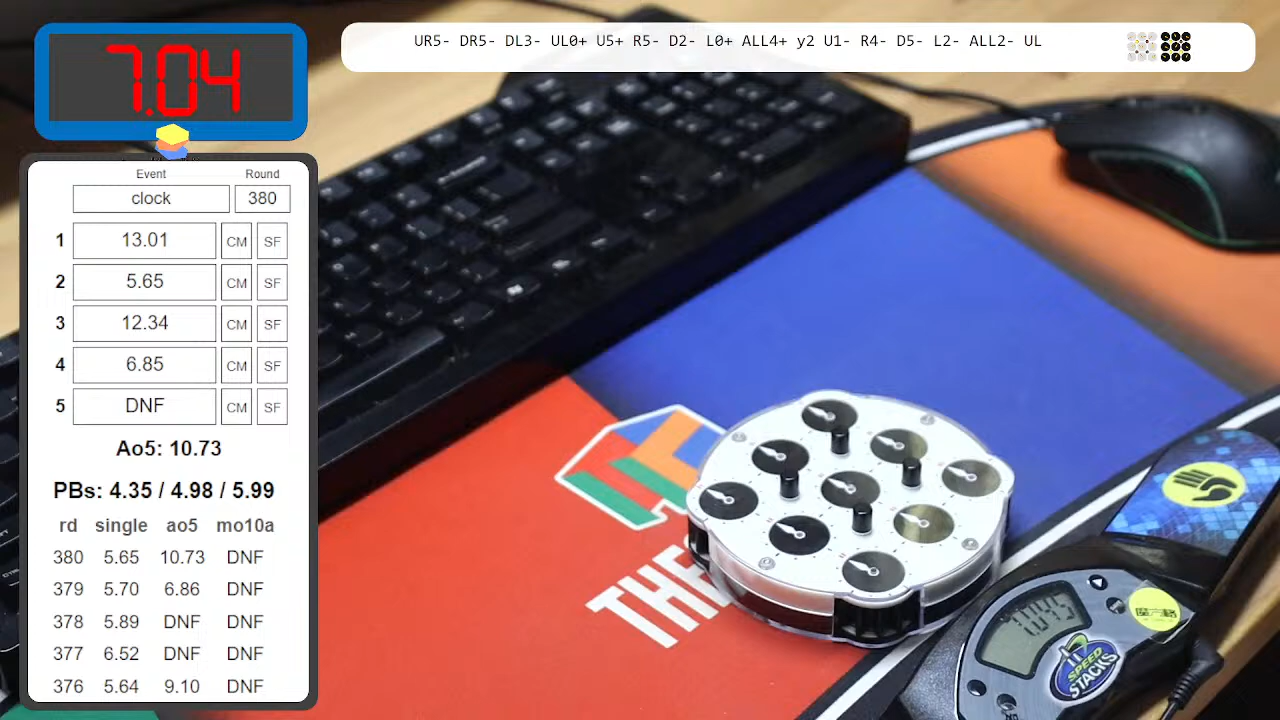 7.04
UR5- DR5- DL3- UL0+ U5+ R5- D2- L0+ ALL4+ y2 U1- R4- D5- L2- ALL2- UL
Event Round
clock 380
1 13.01 CM SF
2 5.65 CM SF
3 12.34 CM SF
4 6.85 CM SF
5 DNF CM SF
Ao5: 10.73
PBs: 4.35 / 4.98 / 5.99
rd single ao5 mo10a
380 5.65 10.73 DNF
379 5.70 6.86 DNF
378 5.89 DNF DNF
377 6.52 DNF DNF
376 5.64 9.10 DNF
THE
7.045
SPEED
STACKS